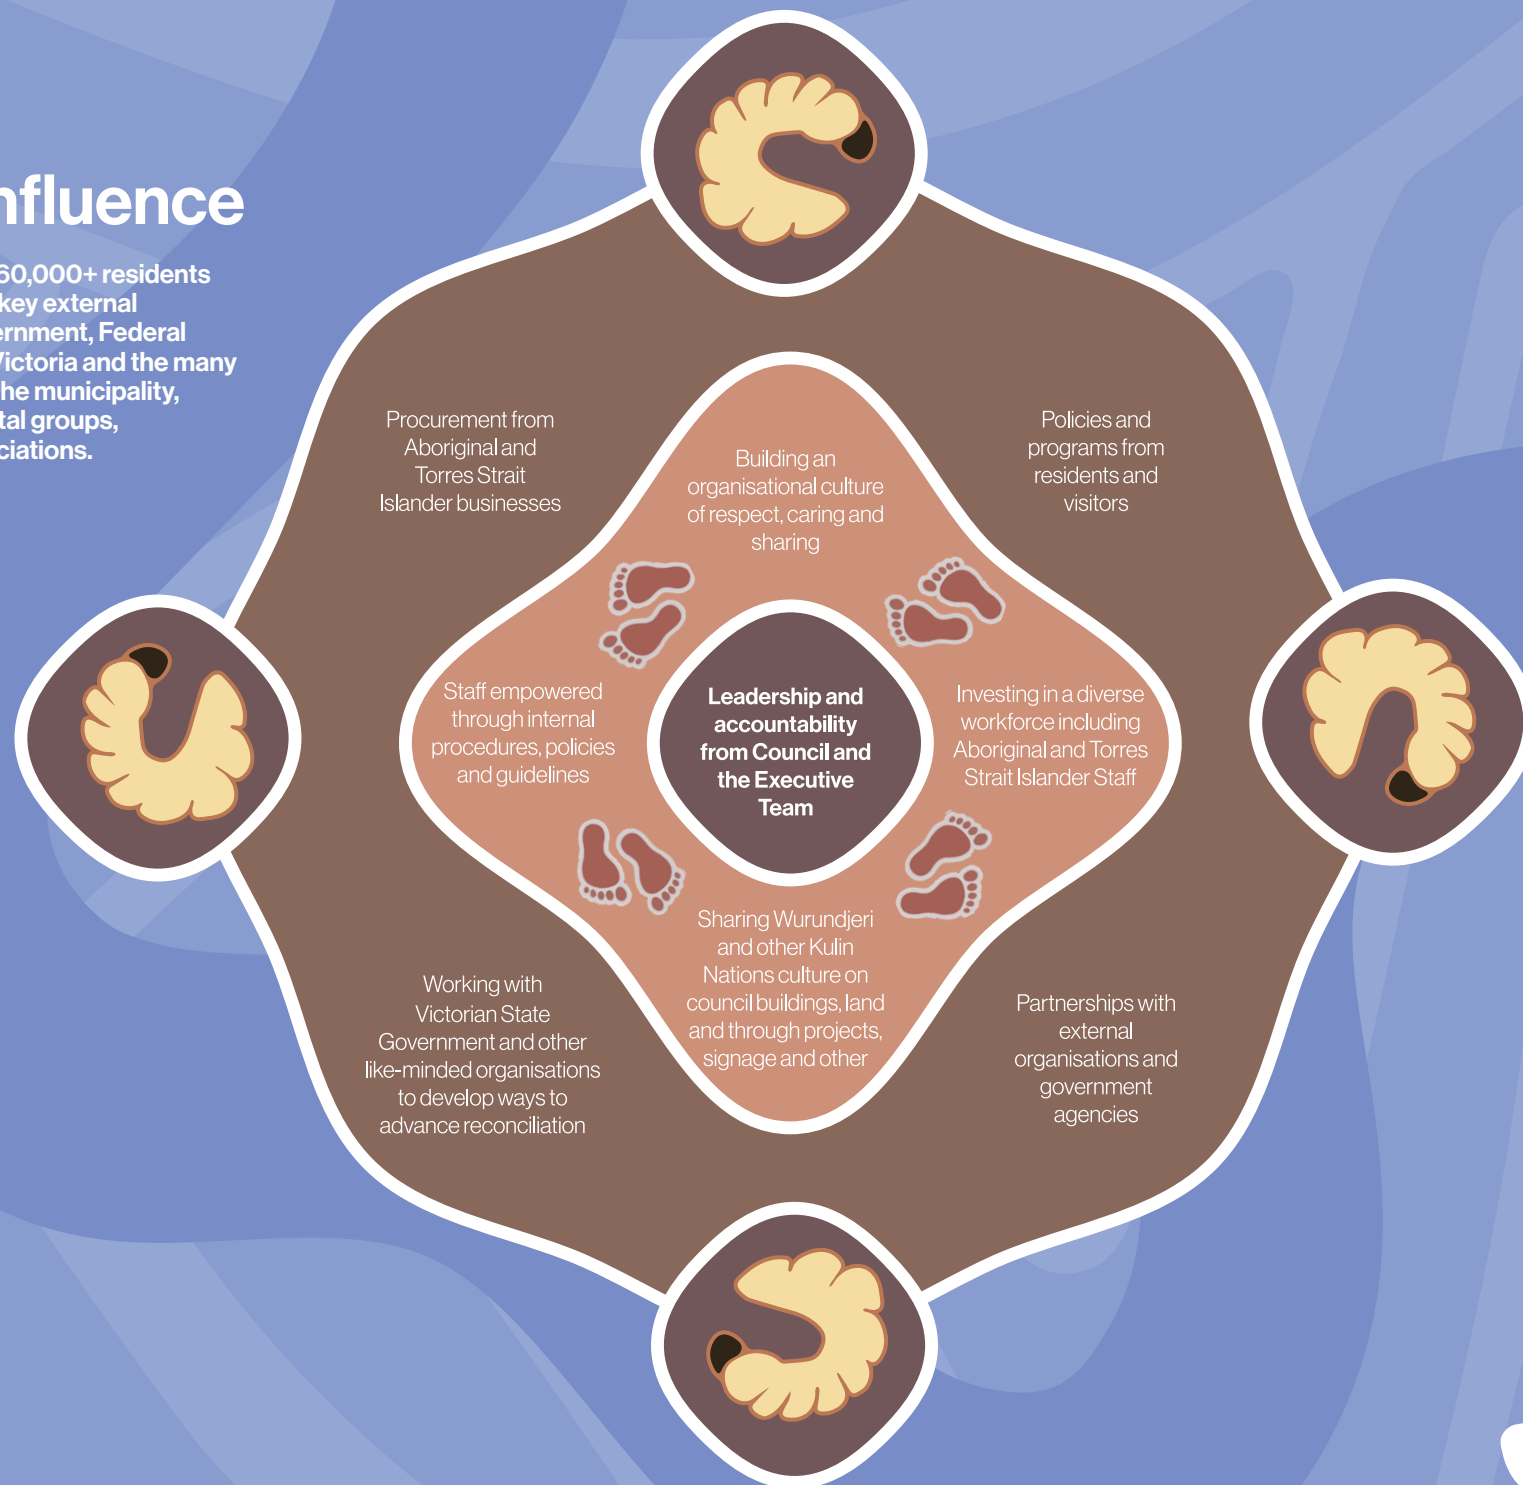 nfluence
60,000+ residents
key external
ernment, Federal
Victoria and the many
he municipality,
tal groups,
ciations.
Procurement from
Aboriginal and
Torres Strait
Islander businesses
Policies and
programs from
residents and
visitors
Building an
organisational culture
of respect, caring and
sharing
Staff empowered
through internal
procedures, policies
and guidelines
Leadership and
accountability
from Council and
the Executive
Team
Investing in a diverse
workforce including
Aboriginal and Torres
Strait Islander Staff
Sharing Wurundjeri
and other Kulin
Nations culture on
council buildings, land
and through projects,
signage and other
Working with
Victorian State
Government and other
like-minded organisations
to develop ways to
advance reconciliation
Partnerships with
external
organisations and
government
agencies